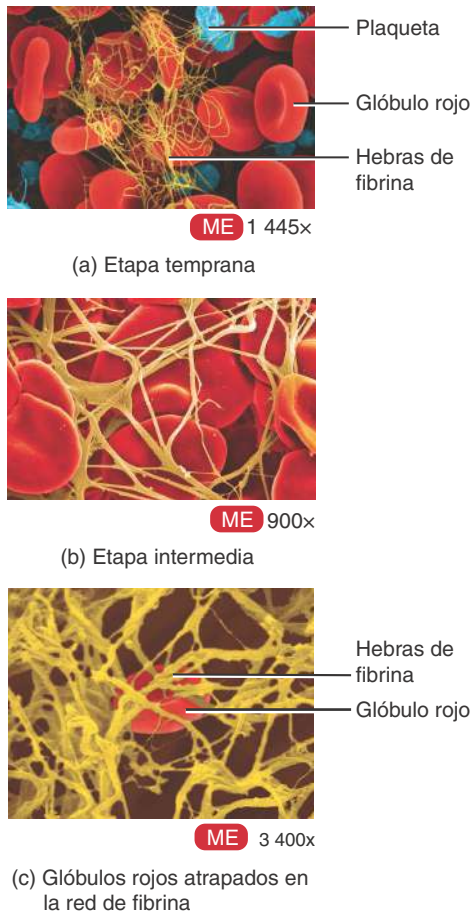 Plaqueta
Glóbulo rojo
Hebras de
fibrina
ME 1 445×
(a) Etapa temprana
ME 900×
(b) Etapa intermedia
Hebras de
fibrina
Glóbulo rojo
ME 3 400x
(c) Glóbulos rojos atrapados en
la red de fibrina